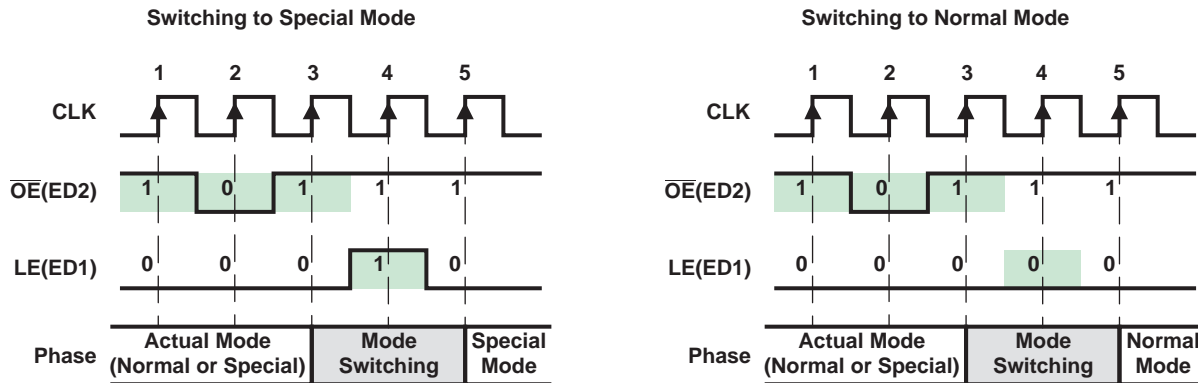 Switching to Special Mode
1 2 3 4 5
CLK
OE(ED2) 1 0 1 1 1
LE(ED1) 0 0 0 1 0
Phase
Actual Mode
(Normal or Special)
Mode
Switching
Special
Mode
Switching to Normal Mode
1 2 3 4 5
CLK
OE(ED2) 1 0 1 1 1
LE(ED1) 0 0 0 0 0
Phase
Actual Mode
(Normal or Special)
Mode
Switching
Normal
Mode